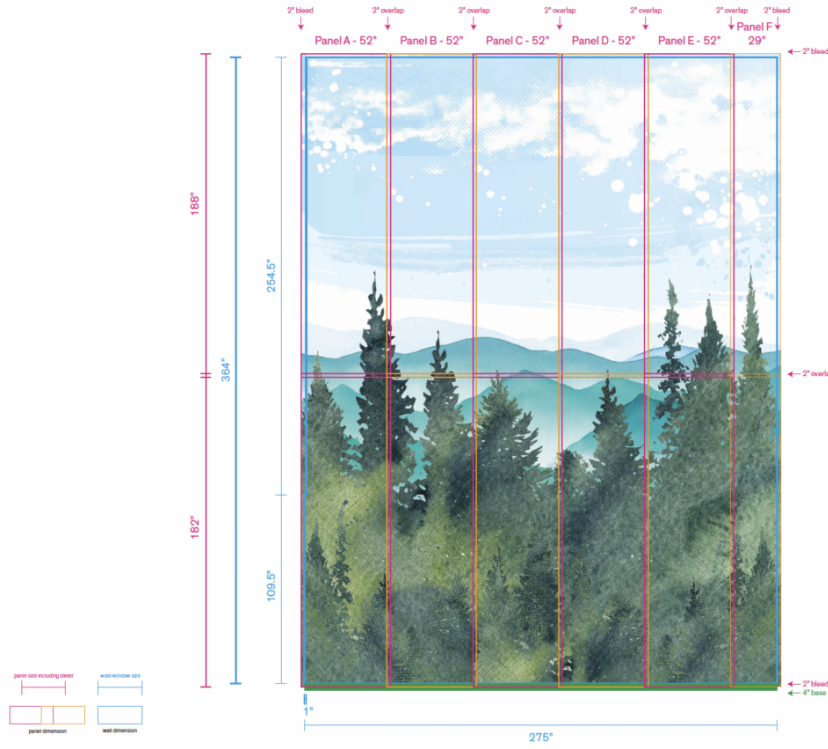 2" bleed 2" overlap 2" overlap 2" overlap 2" overlap 2" overlap 2" bleed
Panel A - 52" Panel B - 52" Panel C - 52" Panel D - 52" Panel E - 52" Panel F
29"
2" bleed
188"
254.5"
364"
2" overla
182"
109.5"
2" bleed
4" base
1"
275"
panel size including bleed
wall/window size
panel dimension
wall dimension